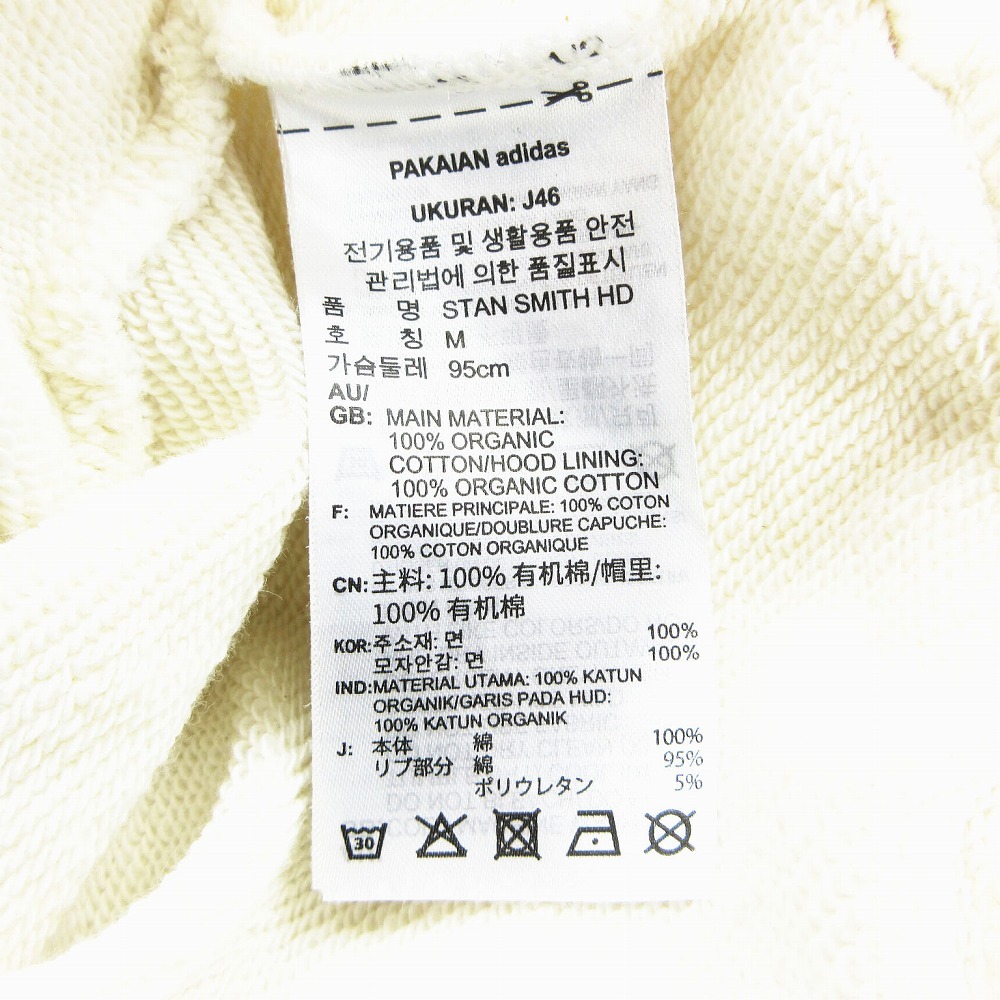 PAKAIAN adidas
UKURAN: J46
전기용품 및 생활용품 안전
관리법에 의한 품질표시
품 명 STAN SMITH HD
호 칭 M
가슴둘레 95cm
AU/
GB: MAIN MATERIAL:
100% ORGANIC
COTTON/HOOD LINING:
100% ORGANIC COTTON
F: MATIERE PRINCIPALE: 100% COTON
ORGANIQUE/DOUBLURE CAPUCHE:
100% COTON ORGANIQUE
CN: 主料: 100% 有机棉/帽里:
100% 有机棉
KOR: 주소재: 면 100%
모자안감: 면 100%
IND: MATERIAL UTAMA: 100% KATUN
ORGANIK/GARIS PADA HUD:
100% KATUN ORGANIK
J: 本体 綿 100%
リブ部分 綿 95%
ポリウレタン 5%
30